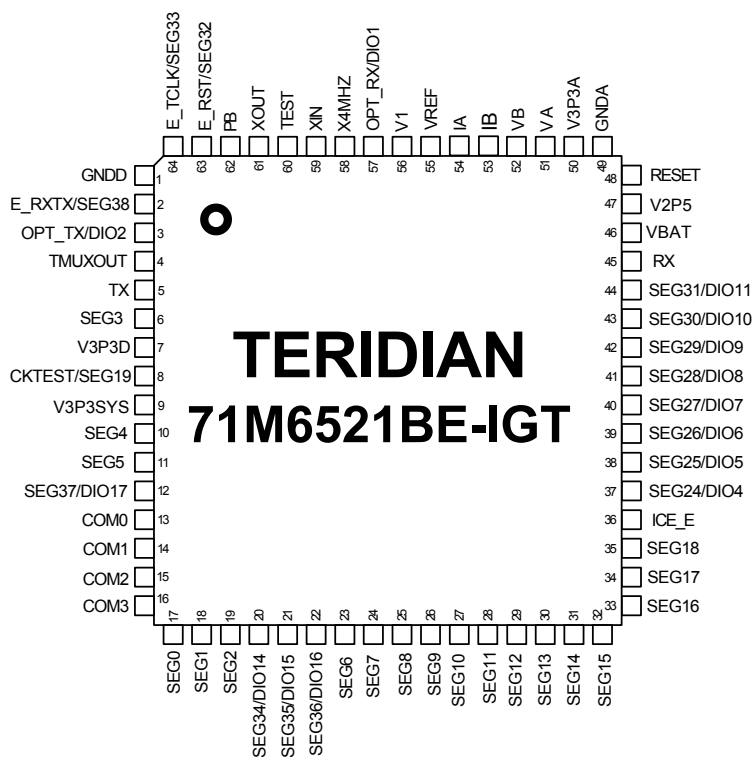 E_TCLK/SEG33
E_RST/SEG32
PB
XOUT
TEST
XIN
X4MHZ
OPT_RX/DIO1
V1
VREF
IA
IB
VB
VA
V3P3A
GNDA
64
63
62
61
60
59
58
57
56
55
54
53
52
51
50
49
GNDD 1
E_RXTX/SEG38 2
OPT_TX/DIO2 3
TMUXOUT 4
TX 5
SEG3 6
V3P3D 7
CKTEST/SEG19 8
V3P3SYS 9
SEG4 10
SEG5 11
SEG37/DIO17 12
COM0 13
COM1 14
COM2 15
COM3 16
TERIDIAN
71M6521BE-IGT
48 RESET
47 V2P5
46 VBAT
45 RX
44 SEG31/DIO11
43 SEG30/DIO10
42 SEG29/DIO9
41 SEG28/DIO8
40 SEG27/DIO7
39 SEG26/DIO6
38 SEG25/DIO5
37 SEG24/DIO4
36 ICE_E
35 SEG18
34 SEG17
33 SEG16
17
18
19
20
21
22
23
24
25
26
27
28
29
30
31
32
SEG0
SEG1
SEG2
SEG34/DIO14
SEG35/DIO15
SEG36/DIO16
SEG6
SEG7
SEG8
SEG9
SEG10
SEG11
SEG12
SEG13
SEG14
SEG15